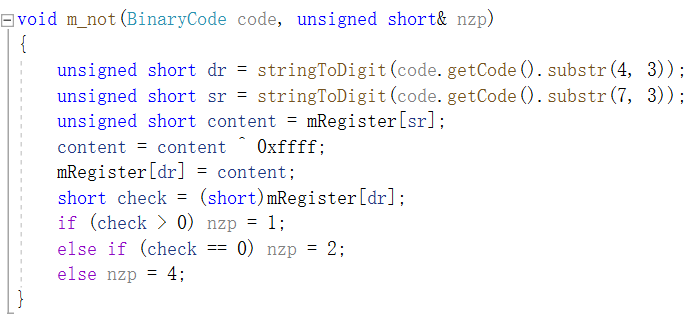 void m_not(BinaryCode code, unsigned short& nzp)
{
    unsigned short dr = stringToDigit(code.getCode().substr(4, 3));
    unsigned short sr = stringToDigit(code.getCode().substr(7, 3));
    unsigned short content = mRegister[sr];
    content = content ^ 0xffff;
    mRegister[dr] = content;
    short check = (short)mRegister[dr];
    if (check > 0) nzp = 1;
    else if (check == 0) nzp = 2;
    else nzp = 4;
}